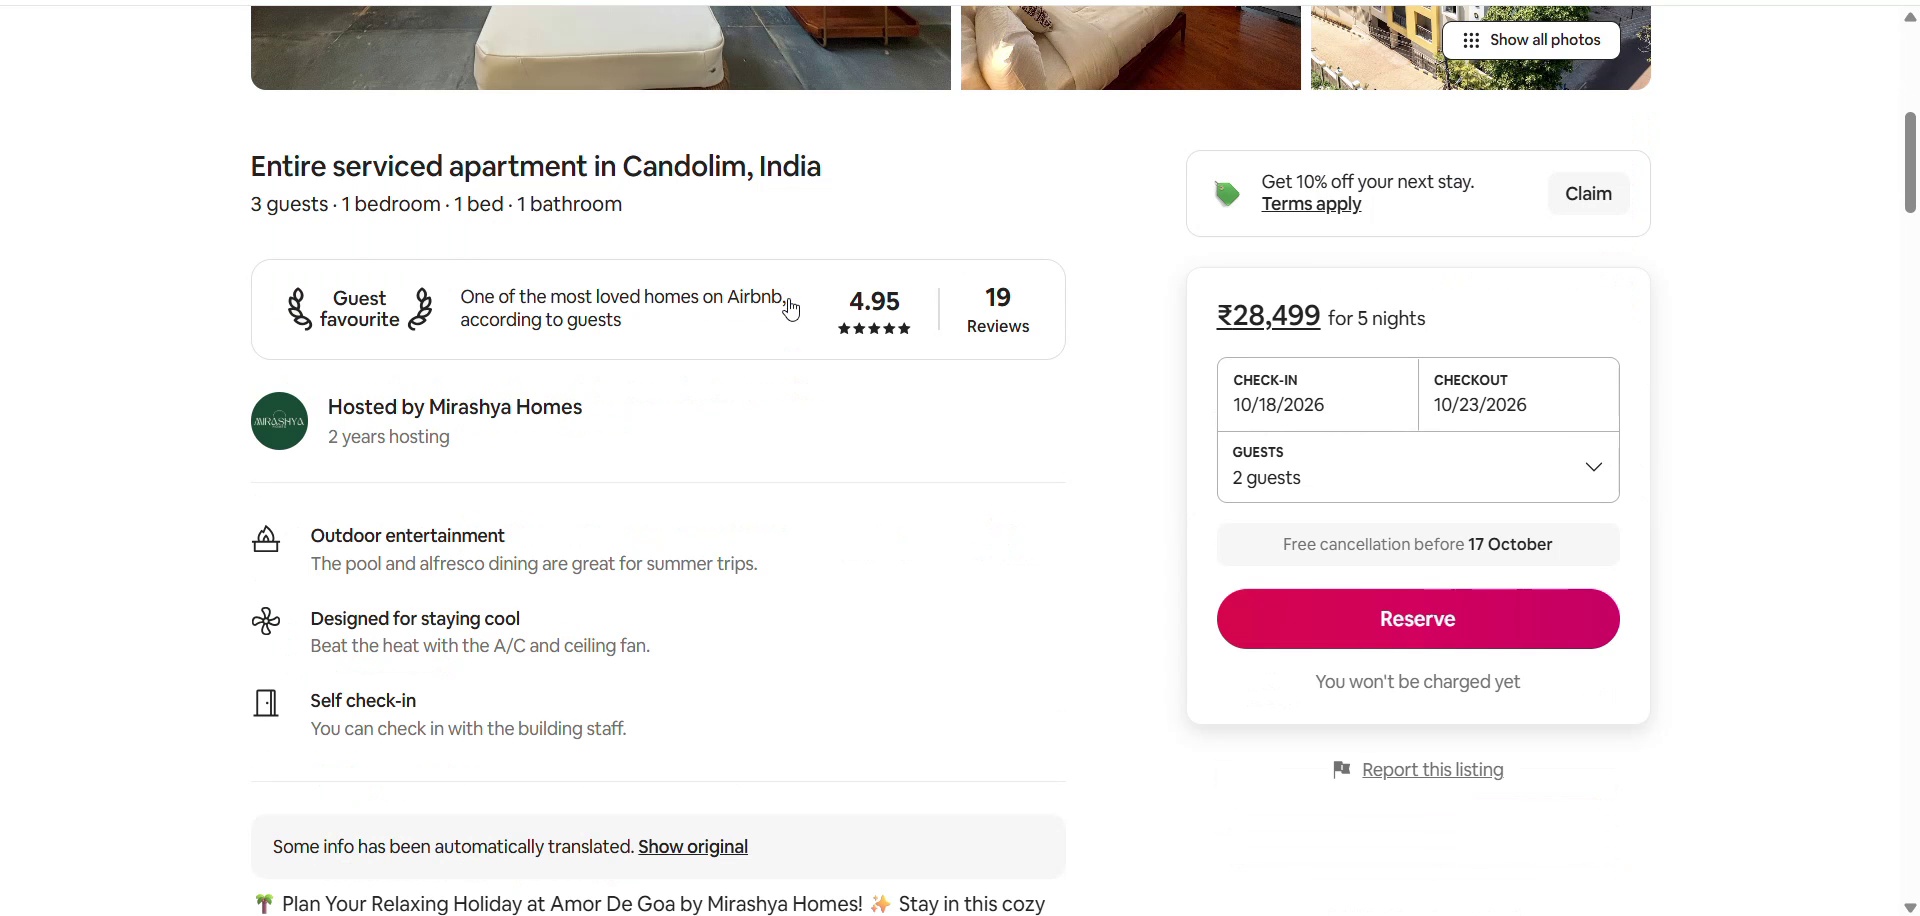 Show all photos
Entire serviced apartment in Candolim, India
3 guests · 1 bedroom · 1 bed · 1 bathroom
Get 10% off your next stay.
Terms apply
Claim
Guest
favourite
One of the most loved homes on Airbnb,
according to guests
4.95
★★★★★
19
Reviews
₹28,499 for 5 nights
CHECK-IN
10/18/2026
CHECKOUT
10/23/2026
GUESTS
2 guests
Free cancellation before 17 October
Reserve
You won't be charged yet
Report this listing
MIRASHYA
Hosted by Mirashya Homes
2 years hosting
Outdoor entertainment
The pool and alfresco dining are great for summer trips.
Designed for staying cool
Beat the heat with the A/C and ceiling fan.
Self check-in
You can check in with the building staff.
Some info has been automatically translated. Show original
🌴 Plan Your Relaxing Holiday at Amor De Goa by Mirashya Homes! ✨ Stay in this cozy